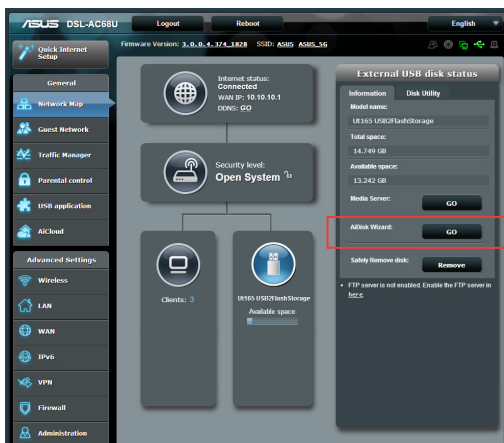 ASUS DSL-AC68U
Logout
Reboot
English
Quick Internet
Setup
Firmware Version: 3.0.0.4.374_1828 SSID: ASUS ASUS_5G
General
Network Map
Guest Network
Traffic Manager
Parental control
USB application
AiCloud
Advanced Settings
Wireless
LAN
WAN
IPv6
VPN
Firewall
Administration
Internet status:
Connected
WAN IP: 10.10.10.1
DDNS: GO
Security level:
Open System
Clients: 3
Ut165 USB2FlashStorage
Available space:
External USB disk status
Information
Disk Utility
Model name:
Ut165 USB2FlashStorage
Total space:
14.749 GB
Available space:
13.242 GB
Media Server:
GO
AiDisk Wizard:
GO
Safely Remove disk:
Remove
• FTP server is not enabled. Enable the FTP server in
here.